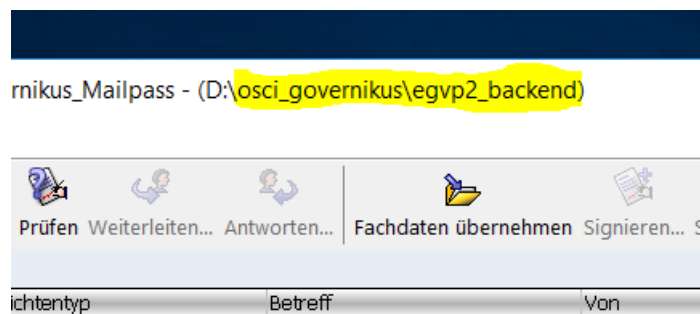 rnikus_Mailpass - (D:\osci_governikus\egvp2_backend)
Prüfen Weiterleiten... Antworten... Fachdaten übernehmen Signieren... S
ichtentyp Betreff Von